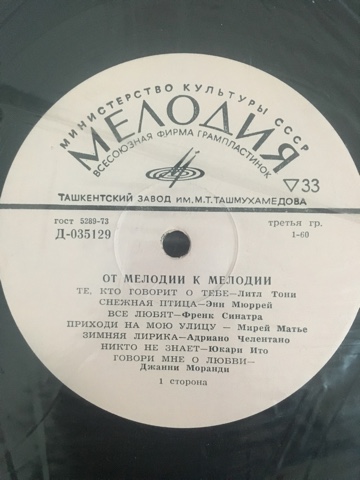 МИНИСТЕРСТВО КУЛЬТУРЫ СССР
МЕЛОДИЯ
ВСЕСОЮЗНАЯ ФИРМА ГРАМПЛАСТИНОК
▽33
ТАШКЕНТСКИЙ ЗАВОД ИМ. М.Т. ТАШМУХАМЕДОВА
гост 5289-73 третья гр.
Д-035129 1-60
ОТ МЕЛОДИИ К МЕЛОДИИ
ТЕ, КТО ГОВОРИТ О ТЕБЕ—Литл Тони
СНЕЖНАЯ ПТИЦА—Энн Мюррей
ВСЕ ЛЮБЯТ—Френк Синатра
ПРИХОДИ НА МОЮ УЛИЦУ — Мирей Матье
ЗИМНЯЯ ЛИРИКА—Адриано Челентано
НИКТО НЕ ЗНАЕТ—Юкари Ито
ГОВОРИ МНЕ О ЛЮБВИ—
Джанни Моранди
1 сторона